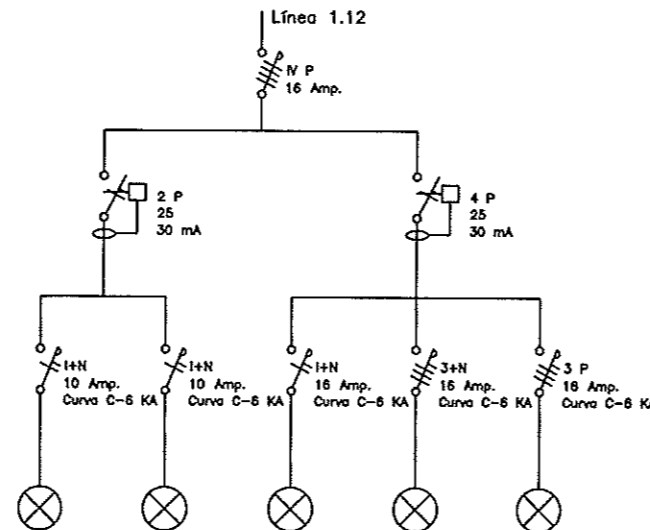 Línea 1.12
IV P
16 Amp.
2 P
25
30 mA
4 P
25
30 mA
I+N
10 Amp.
Curva C-6 KA
I+N
10 Amp.
Curva C-6 KA
I+N
16 Amp.
Curva C-6 KA
3+N
16 Amp.
Curva C-6 KA
3 P
16 Amp.
Curva C-6 KA